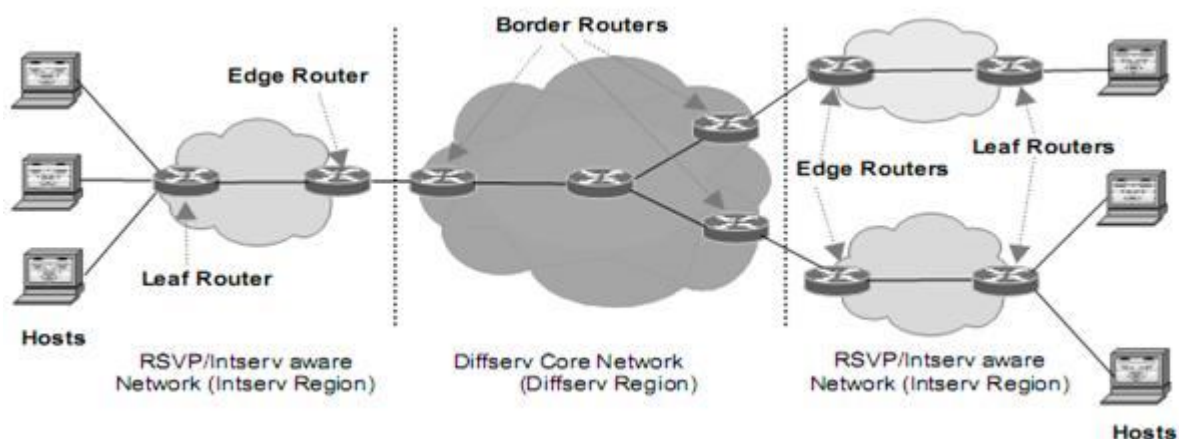 Border Routers
Edge Router
Edge Routers
Leaf Routers
Leaf Router
Hosts
RSVP/Intserv aware
Network (Intserv Region)
Diffserv Core Network
(Diffserv Region)
RSVP/Intserv aware
Network (Intserv Region)
Hosts